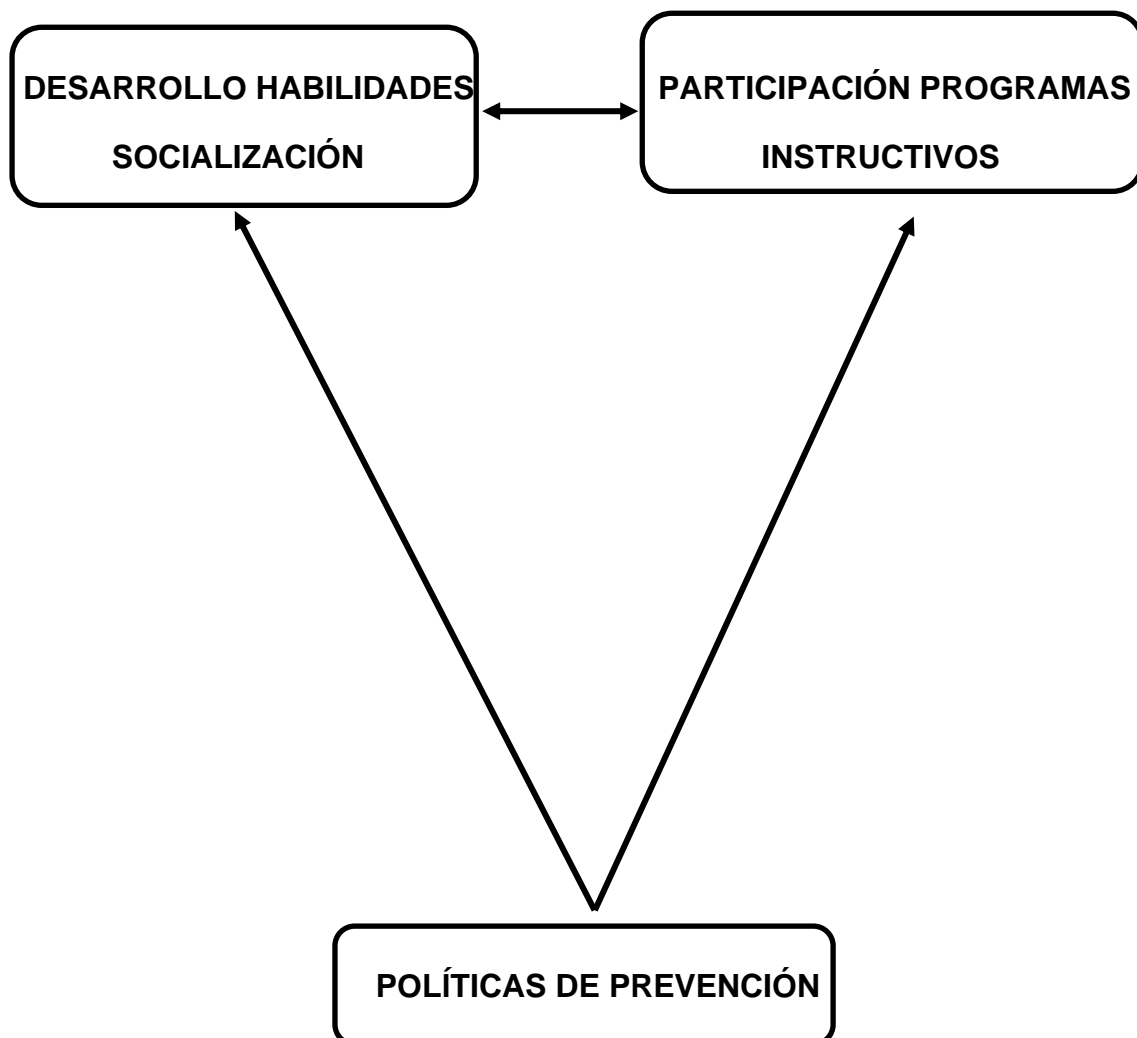 DESARROLLO HABILIDADES
SOCIALIZACIÓN
PARTICIPACIÓN PROGRAMAS
INSTRUCTIVOS
POLÍTICAS DE PREVENCIÓN